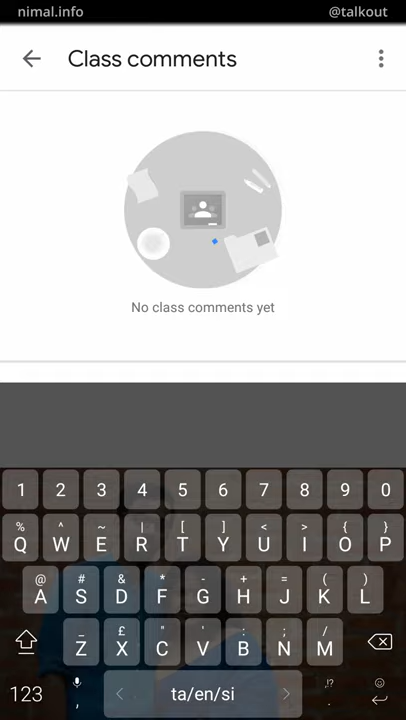 nimal.info @talkout
Class comments
No class comments yet
1 2 3 4 5 6 7 8 9 0
% ^ ~ | [ ] < > { }
Q W E R T Y U I O P
@ # & * - + = ( )
A S D F G H J K L
_ £ " ' : ; /
Z X C V B N M
123 , ta/en/si ,!? .